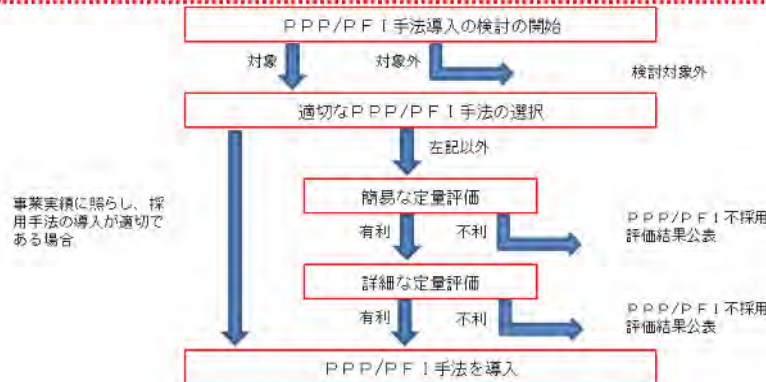 ＰＰＰ/ＰＦＩ手法導入の検討の開始
対象
対象外
検討対象外
適切なＰＰＰ/ＰＦＩ手法の選択
左記以外
事業実績に照らし、採
用手法の導入が適切で
ある場合
簡易な定量評価
有利
不利
ＰＰＰ/ＰＦＩ不採用
評価結果公表
詳細な定量評価
有利
不利
ＰＰＰ/ＰＦＩ不採用
評価結果公表
ＰＰＰ/ＰＦＩ手法を導入